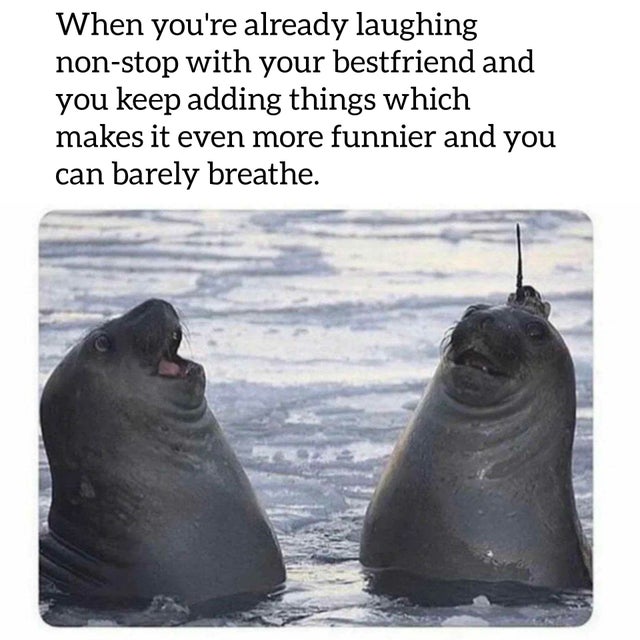 When you're already laughing
non-stop with your bestfriend and
you keep adding things which
makes it even more funnier and you
can barely breathe.